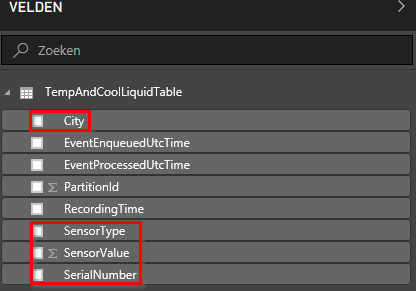 VELDEN
Zoeken
TempAndCoolLiquidTable
City
EventEnqueuedUtcTime
EventProcessedUtcTime
Σ PartitionId
RecordingTime
SensorType
Σ SensorValue
SerialNumber